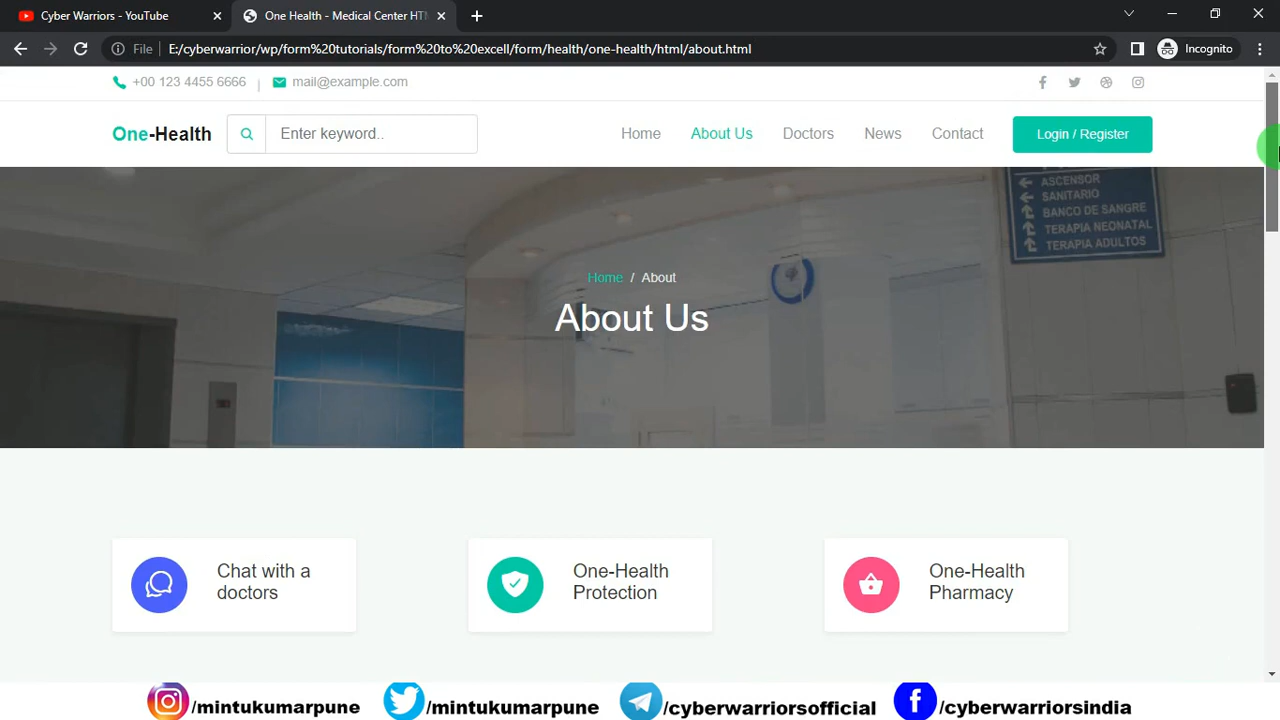 Cyber Warriors - YouTube
One Health - Medical Center HTM
File
E:/cyberwarrior/wp/form%20tutorials/form%20to%20excell/form/health/one-health/html/about.html
Incognito
+00 123 4455 6666 | mail@example.com
One-Health
Enter keyword..
Home
About Us
Doctors
News
Contact
Login / Register
ASCENSOR
SANITARIO
BANCO DE SANGRE
TERAPIA NEONATAL
TERAPIA ADULTOS
Home / About
About Us
Chat with a
doctors
One-Health
Protection
One-Health
Pharmacy
/mintukumarpune
/mintukumarpune
/cyberwarriorsofficial
/cyberwarriorsindia